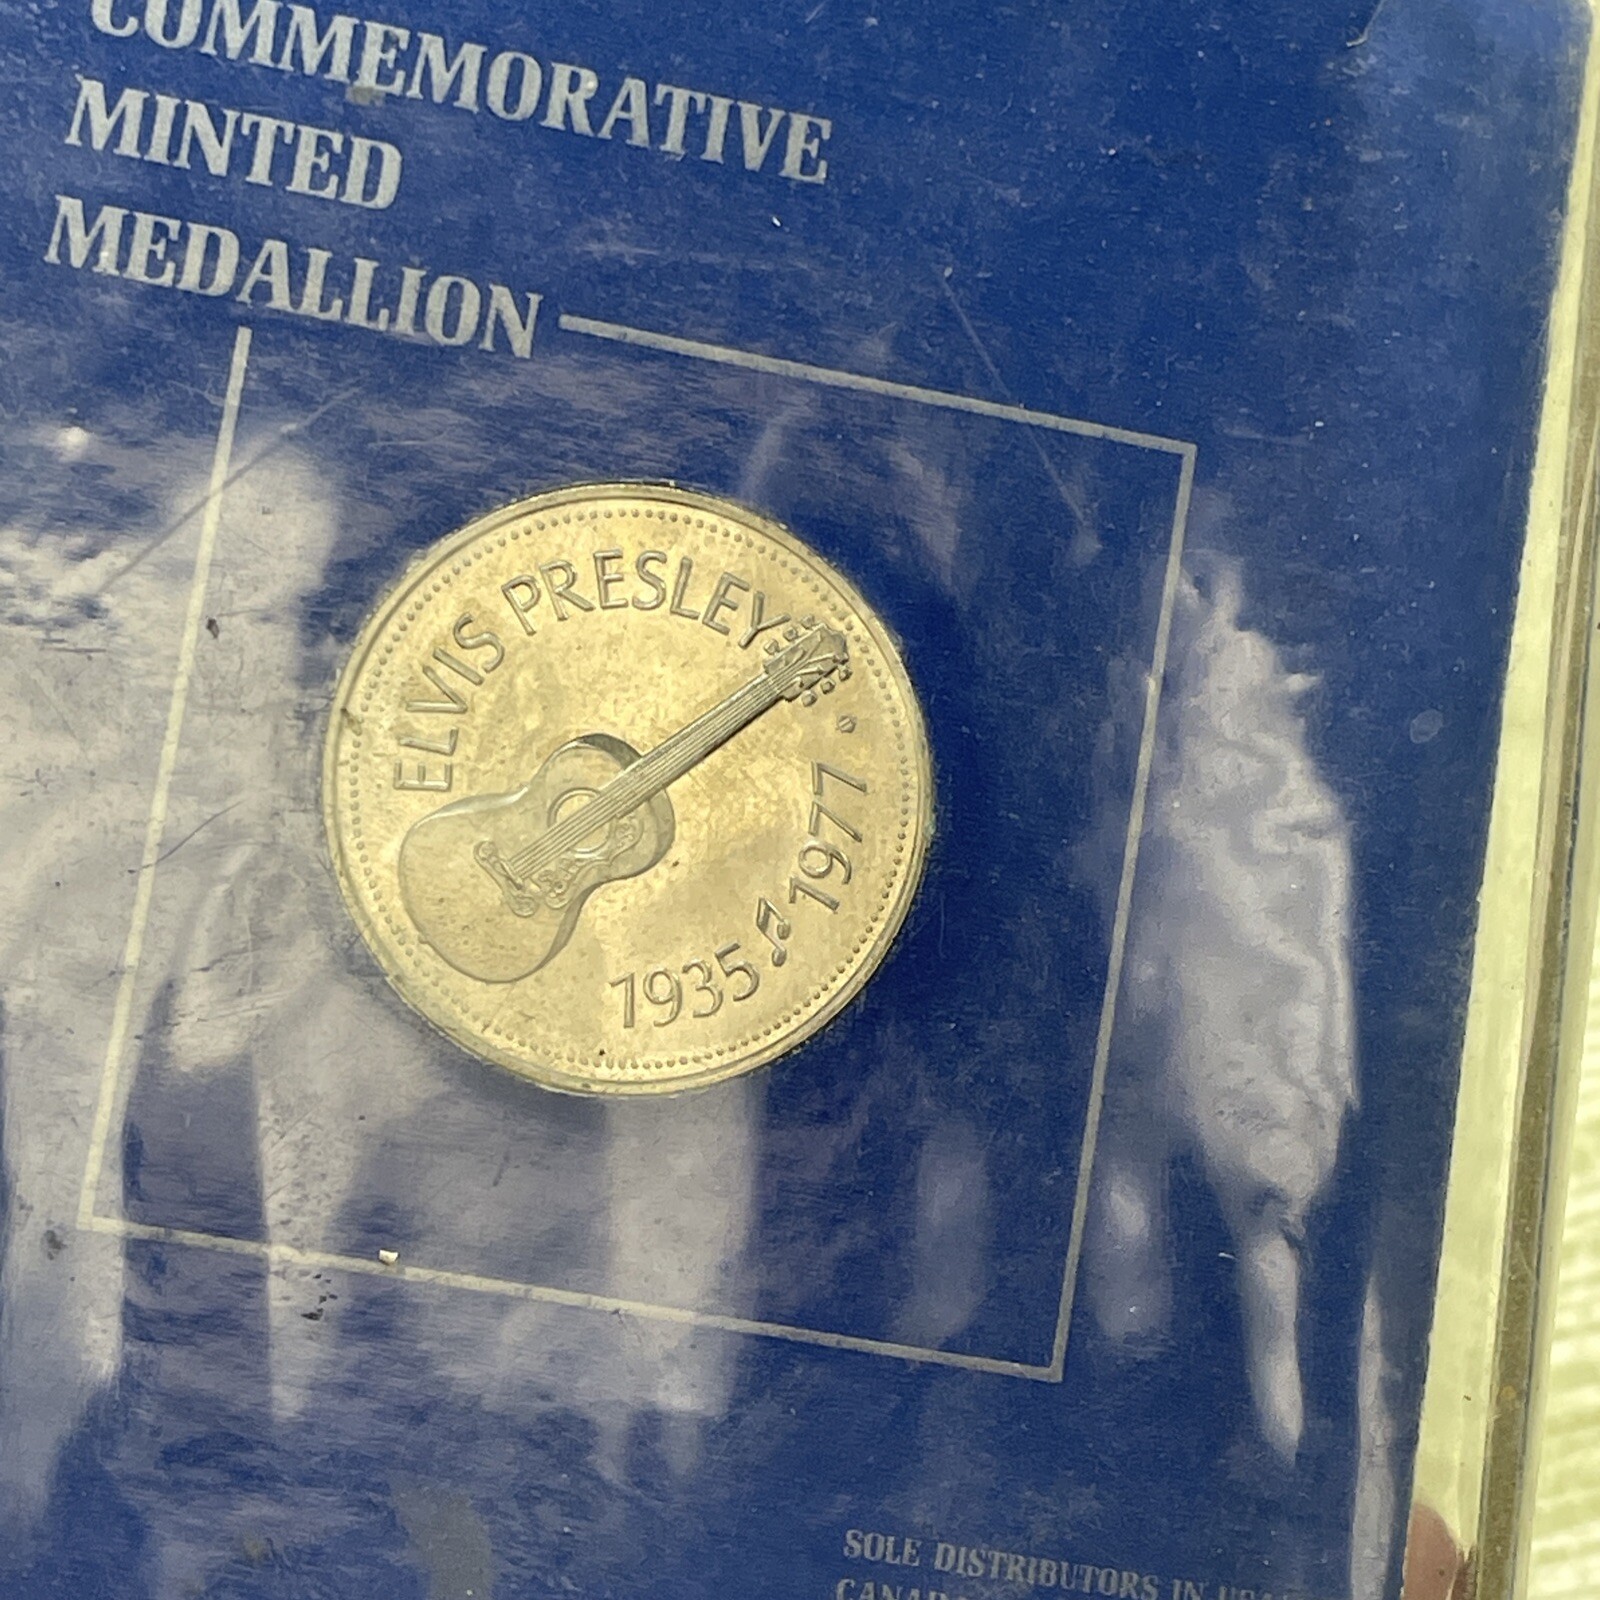 COMMEMORATIVE
MINTED
MEDALLION
ELVIS PRESLEY
1935 ♫ 1977
SOLE DISTRIBUTORS IN